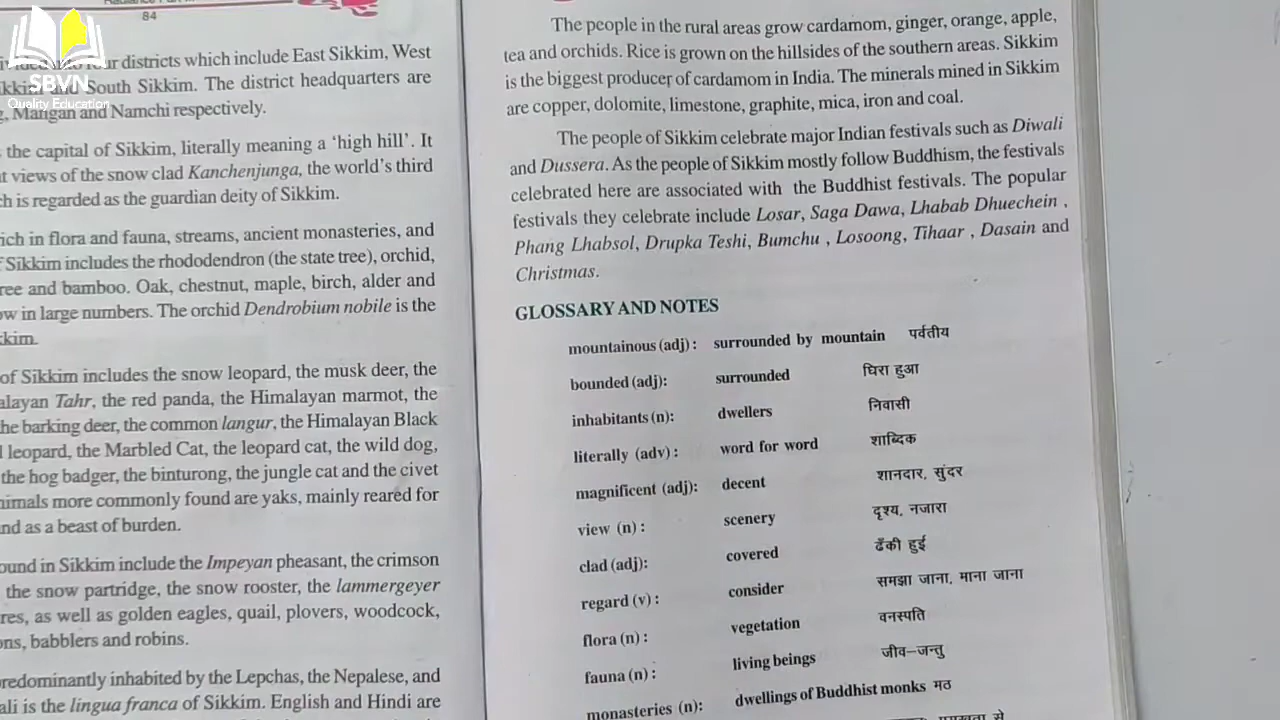 84
SBVN
Quality Education
ur districts which include East Sikkim, West
South Sikkim. The district headquarters are
g, Mangan and Namchi respectively.
the capital of Sikkim, literally meaning a ‘high hill’. It
views of the snow clad Kanchenjunga, the world’s third
ch is regarded as the guardian deity of Sikkim.
ich in flora and fauna, streams, ancient monasteries, and
Sikkim includes the rhododendron (the state tree), orchid,
ree and bamboo. Oak, chestnut, maple, birch, alder and
ow in large numbers. The orchid Dendrobium nobile is the
kkim.
of Sikkim includes the snow leopard, the musk deer, the
alayan Tahr, the red panda, the Himalayan marmot, the
he barking deer, the common langur, the Himalayan Black
leopard, the Marbled Cat, the leopard cat, the wild dog,
the hog badger, the binturong, the jungle cat and the civet
nimals more commonly found are yaks, mainly reared for
nd as a beast of burden.
ound in Sikkim include the Impeyan pheasant, the crimson
the snow partridge, the snow rooster, the lammergeyer
res, as well as golden eagles, quail, plovers, woodcock,
ons, babblers and robins.
redominantly inhabited by the Lepchas, the Nepalese, and
ali is the lingua franca of Sikkim. English and Hindi are
The people in the rural areas grow cardamom, ginger, orange, apple,
tea and orchids. Rice is grown on the hillsides of the southern areas. Sikkim
is the biggest producer of cardamom in India. The minerals mined in Sikkim
are copper, dolomite, limestone, graphite, mica, iron and coal.
The people of Sikkim celebrate major Indian festivals such as Diwali
and Dussera. As the people of Sikkim mostly follow Buddhism, the festivals
celebrated here are associated with the Buddhist festivals. The popular
festivals they celebrate include Losar, Saga Dawa, Lhabab Dhuechein ,
Phang Lhabsol, Drupka Teshi, Bumchu , Losoong, Tihaar , Dasain and
Christmas.
GLOSSARY AND NOTES
mountainous (adj) : surrounded by mountain पर्वतीय
bounded (adj): surrounded घिरा हुआ
inhabitants (n): dwellers निवासी
literally (adv) : word for word शाब्दिक
magnificent (adj): decent शानदार, सुंदर
view (n) : scenery दृश्य, नजारा
clad (adj): covered ढँकी हुई
regard (v) : consider समझा जाना, माना जाना
flora (n) : vegetation वनस्पति
fauna (n) : living beings जीव-जन्तु
monasteries (n): dwellings of Buddhist monks मठ